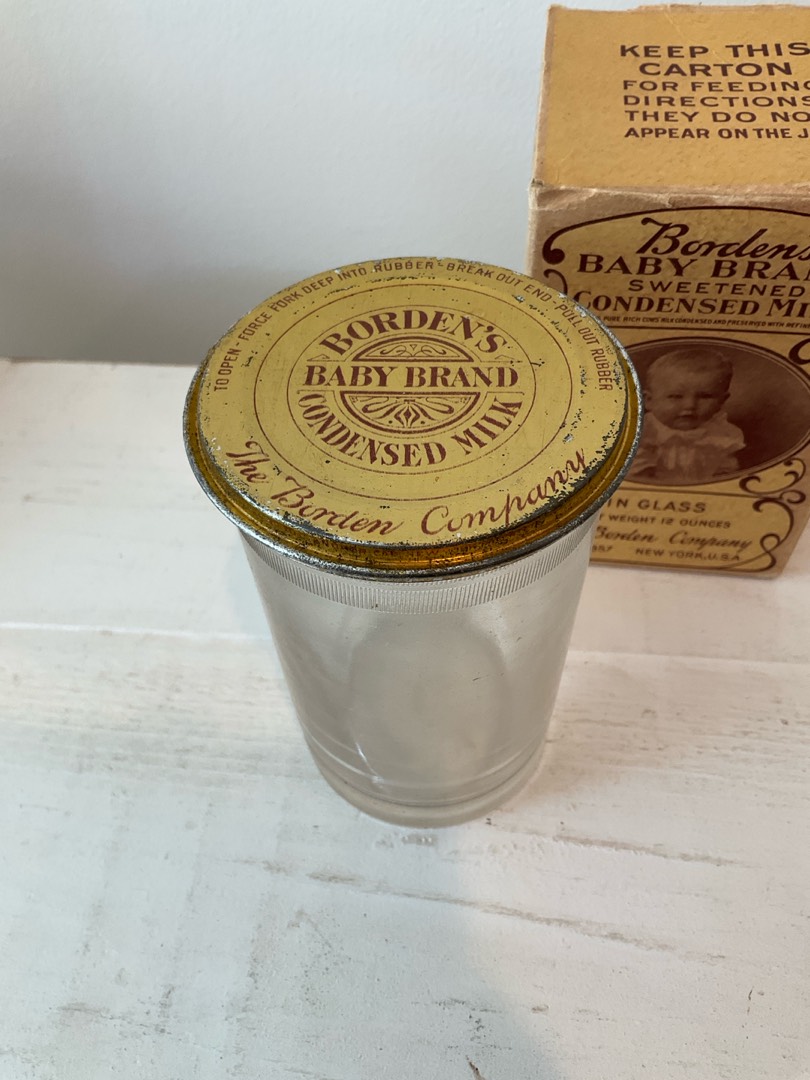 KEEP THIS
CARTON
FOR FEEDING
DIRECTIONS
THEY DO NO
APPEAR ON THE J
Bordens
BABY BRAN
SWEETENED
CONDENSED MI
IN GLASS
WEIGHT 12 OUNCES
Borden Company
NEW YORK, U.S.A.
TO OPEN - FORCE FORK DEEP INTO RUBBER - BREAK OUT END - PULL OUT RUBBER
BORDEN'S
BABY BRAND
CONDENSED MILK
The Borden Company